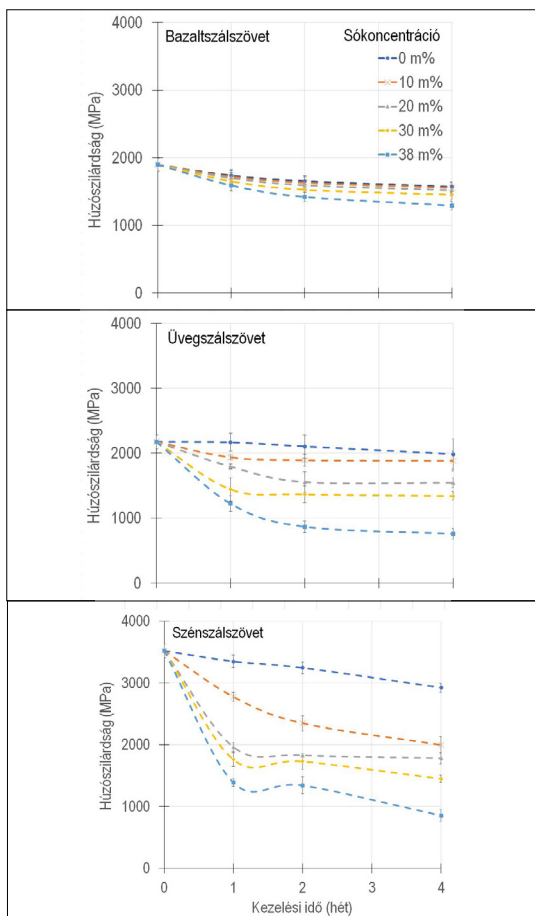 Bazaltszálszövet
Sókoncentráció
0 m%
10 m%
20 m%
30 m%
38 m%
Húzószilárdság (MPa)
4000
3000
2000
1000
0
Üvegszálszövet
Húzószilárdság (MPa)
4000
3000
2000
1000
0
Szénszálszövet
Húzószilárdság (MPa)
4000
3000
2000
1000
0
0 1 2 3 4
Kezelési idő (hét)